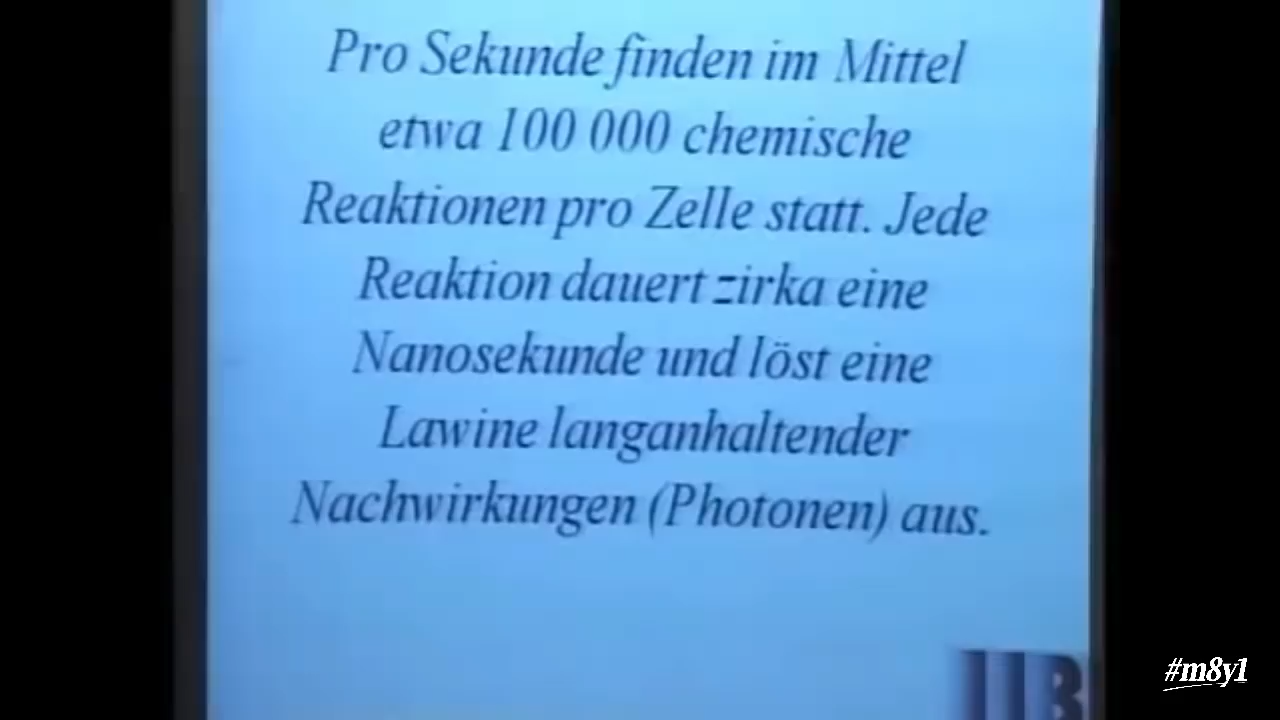 Pro Sekunde finden im Mittel
etwa 100 000 chemische
Reaktionen pro Zelle statt. Jede
Reaktion dauert zirka eine
Nanosekunde und löst eine
Lawine langanhaltender
Nachwirkungen (Photonen) aus.
IIB
#m8y1